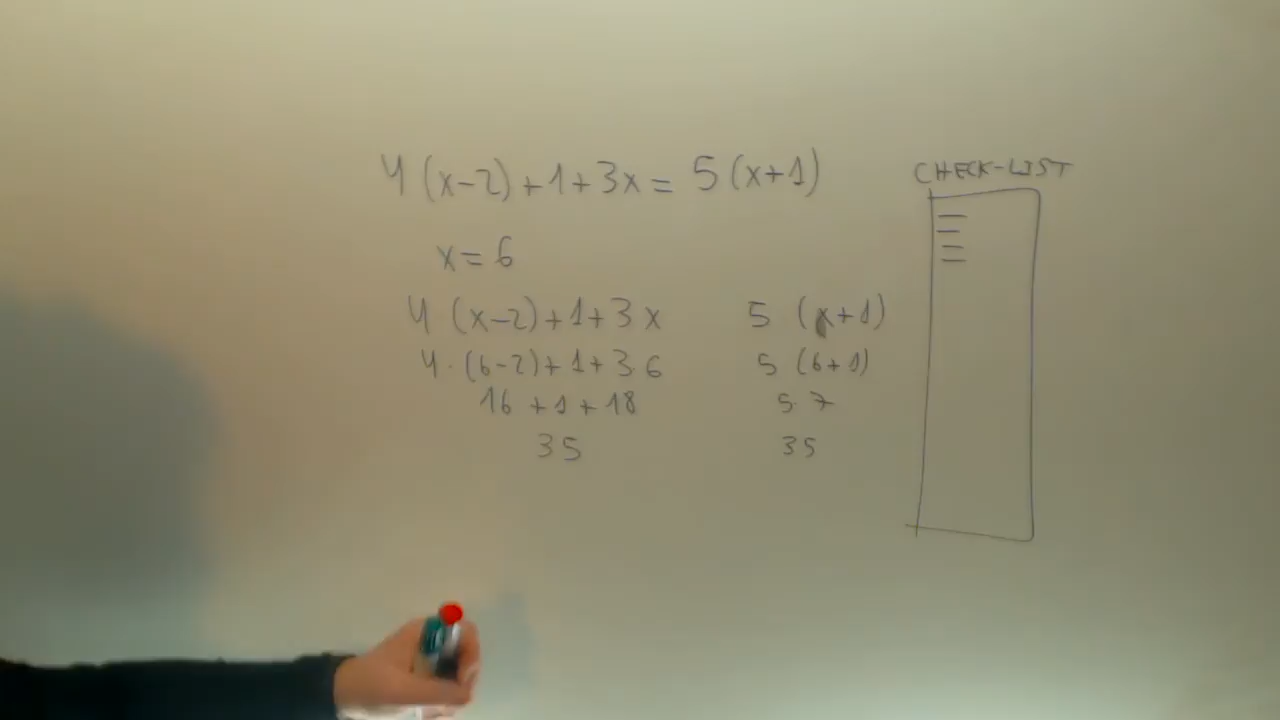 4(x-2)+1+3x = 5(x+1)
CHECK-LIST
x = 6
4(x-2)+1+3x 5(x+1)
4·(6-2)+1+3·6 5(6+1)
16+1+18 5·7
35 35